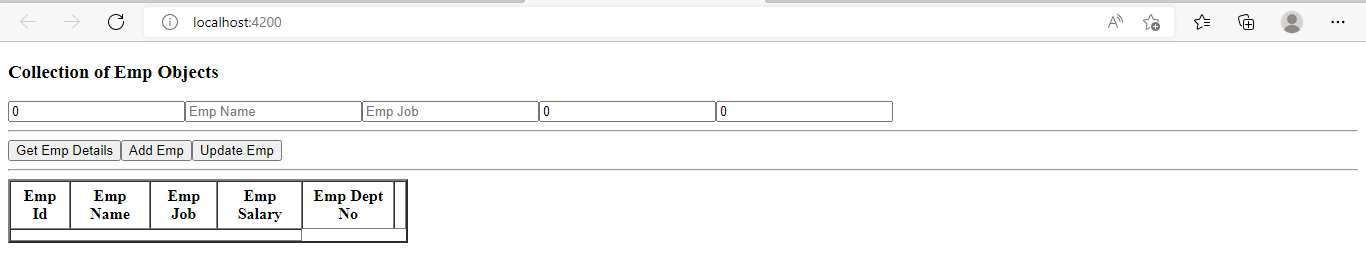 localhost:4200
Collection of Emp Objects
0 Emp Name Emp Job 0 0
Get Emp Details Add Emp Update Emp
Emp Emp Emp Emp Emp Dept
Id Name Job Salary No